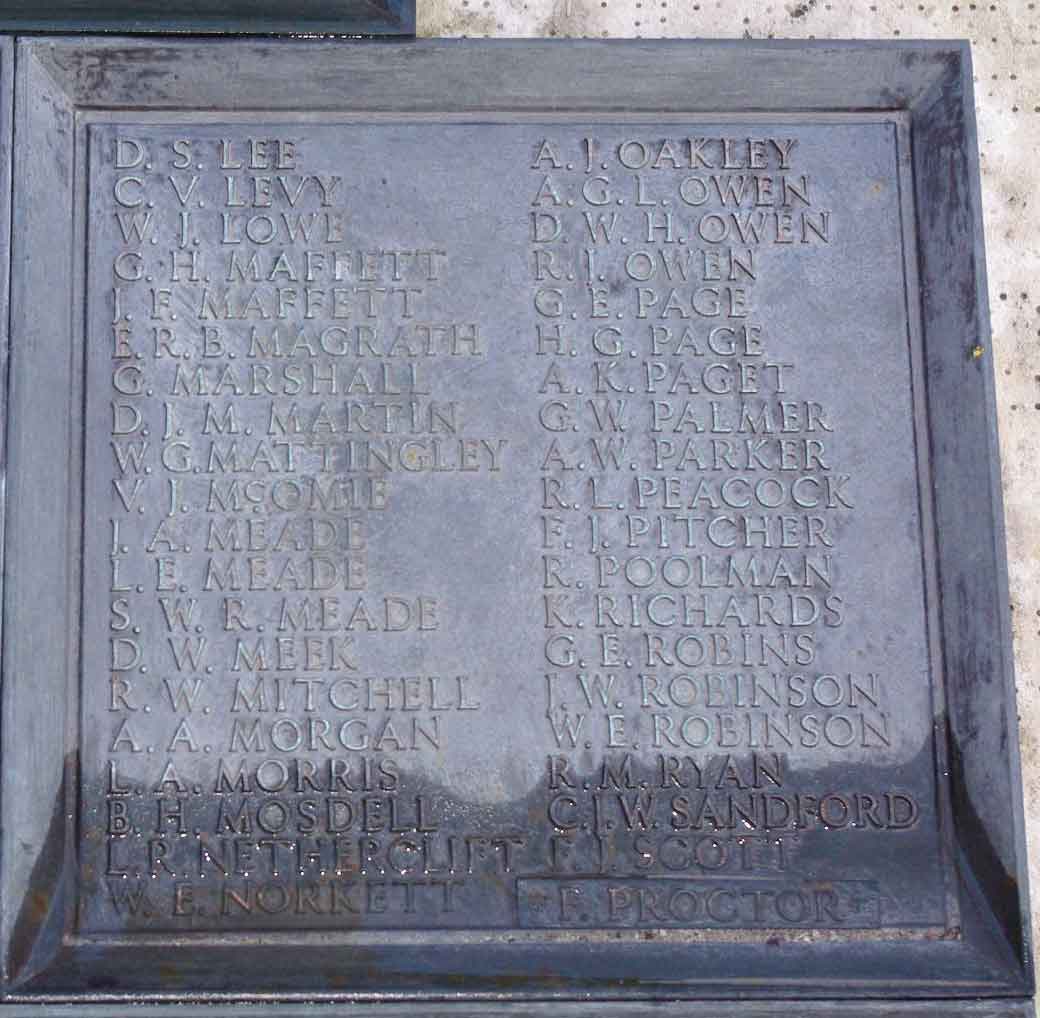 D. S. LEE
C. V. LEVY
W. J. LOWE
G. H. MAFFETT
J. F. MAFFETT
E. R. B. MAGRATH
G. MARSHALL
D. J. M. MARTIN
W. G. MATTINGLEY
V. J. McCOMIE
J. A. MEADE
L. E. MEADE
S. W. R. MEADE
D. W. MEEK
R. W. MITCHELL
A. A. MORGAN
L. A. MORRIS
B. H. MOSDELL
L. R. NETHERCLIFT
W. E. NORKETT
A. J. OAKLEY
A. G. L. OWEN
D. W. H. OWEN
R. J. OWEN
G. E. PAGE
H. G. PAGE
A. K. PAGET
G. W. PALMER
A. W. PARKER
R. L. PEACOCK
F. J. PITCHER
R. POOLMAN
K. RICHARDS
G. E. ROBINS
J. W. ROBINSON
W. E. ROBINSON
R. M. RYAN
C. J. W. SANDFORD
F. J. SCOTT
F. PROCTOR